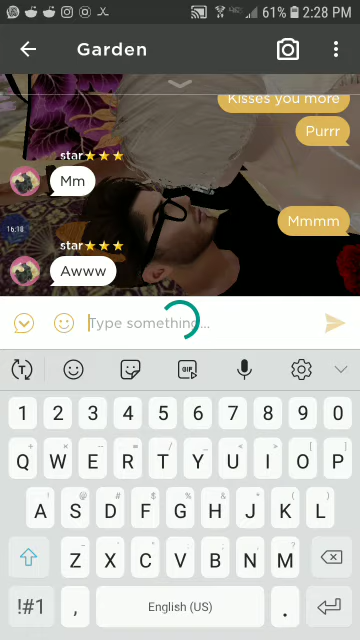 61% 2:28 PM
Garden
Kisses you more
Purrr
star⭐⭐⭐
Mm
16:18
Mmmm
star⭐⭐⭐
Awww
Type something...
GIF
1 2 3 4 5 6 7 8 9 0
Q W E R T Y U I O P
A S D F G H J K L
Z X C V B N M
!#1 , English (US) .